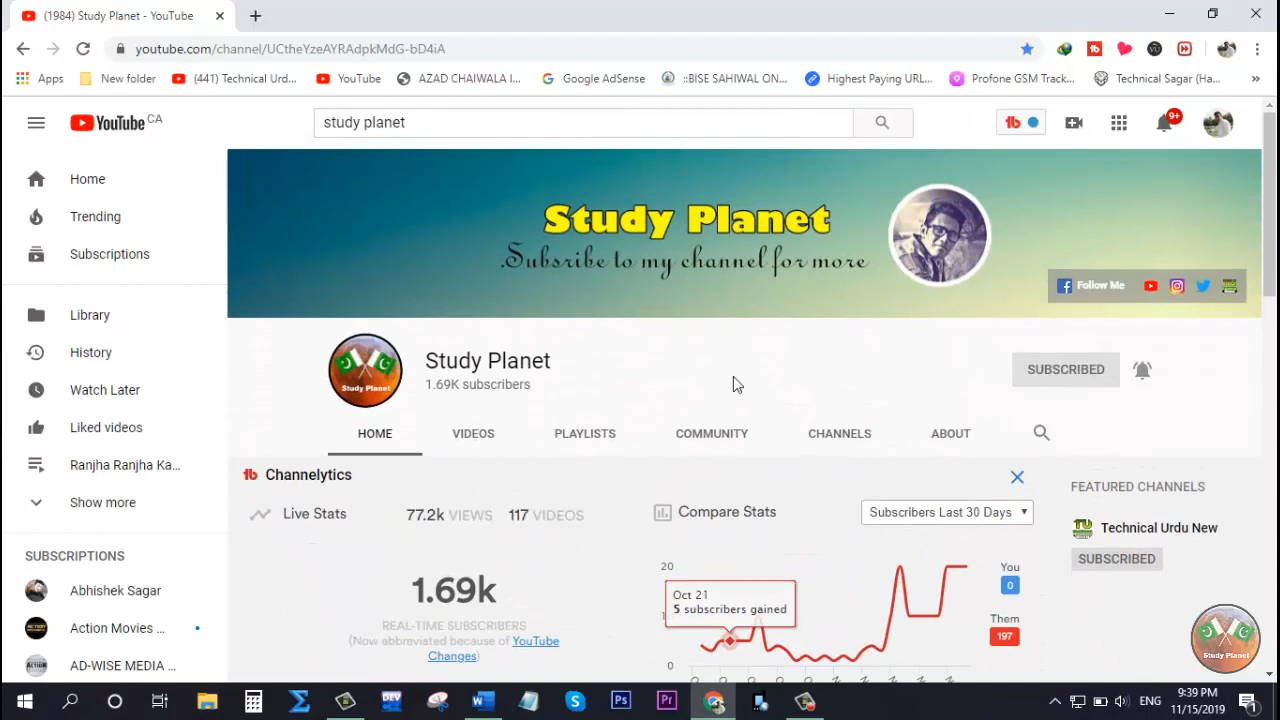 (1984) Study Planet - YouTube
youtube.com/channel/UCtheYzeAYRAdpkMdG-bD4iA
Apps
New folder
(441) Technical Urd...
YouTube
AZAD CHAIWALA I...
Google AdSense
::BISE SAHIWAL ON...
Highest Paying URL...
Profone GSM Track...
Technical Sagar (Ha...
YouTube CA
study planet
9+
Home
Trending
Subscriptions
Library
History
Watch Later
Liked videos
Ranjha Ranjha Ka...
Show more
SUBSCRIPTIONS
Abhishek Sagar
Action Movies ...
AD-WISE MEDIA ...
Study Planet
.Subsribe to my channel for more
Follow Me
Study Planet
Study Planet
1.69K subscribers
SUBSCRIBED
HOME
VIDEOS
PLAYLISTS
COMMUNITY
CHANNELS
ABOUT
Channelytics
Live Stats
77.2k VIEWS
117 VIDEOS
1.69k
REAL-TIME SUBSCRIBERS
(Now abbreviated because of YouTube
Changes)
Compare Stats
Subscribers Last 30 Days
20
Oct 21
5 subscribers gained
0
You
0
Them
197
FEATURED CHANNELS
Technical Urdu New
SUBSCRIBED
Study Planet
ENG
9:39 PM
11/15/2019